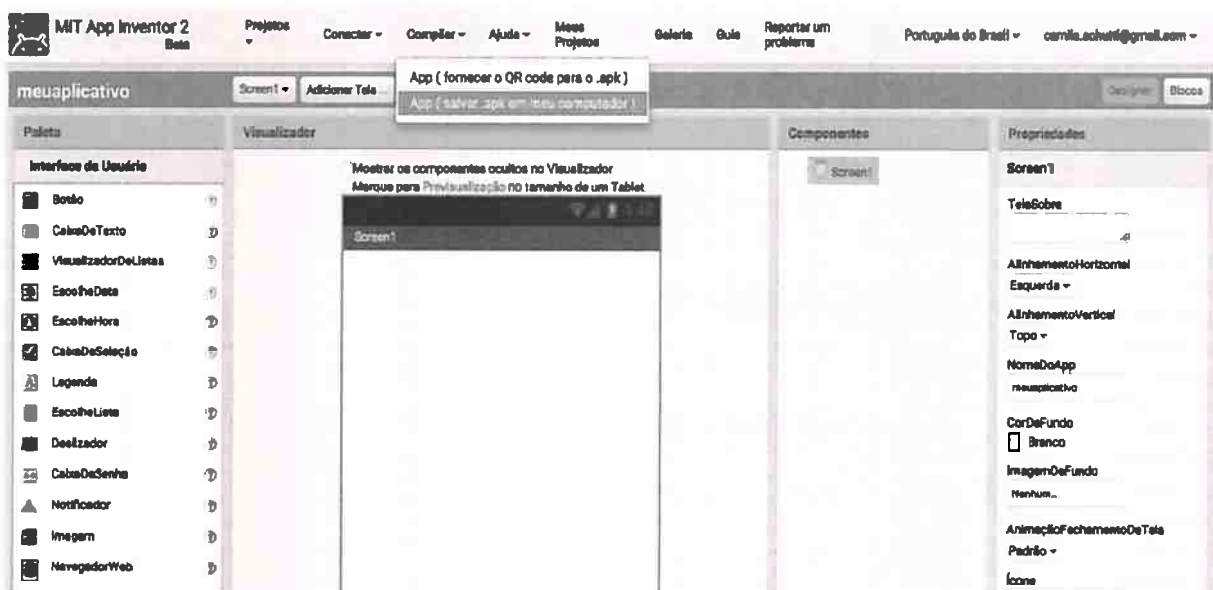 MIT App Inventor 2
Beta
Projetos
Conectar
Compilar
Ajuda
Meus Projetos
Galeria
Guia
Reportar um problema
Português do Brasil
App ( fornecer o QR code para o .apk )
App ( salvar .apk em meu computador )
meuaplicativo
Screen1
Adicionar Tela
Designer
Blocos
Paleta
Visualizador
Componentes
Propriedades
Interface de Usuário
Botão
CaixaDeTexto
VisualizadorDeListas
EscolheData
EscolheHora
CaixaDeSeleção
Legenda
EscolheLista
Deslizador
CaixaDeSenha
Notificador
Imagem
NavegadorWeb
Mostrar os componentes ocultos no Visualizador
Marque para Previsualização no tamanho de um Tablet
Screen1
Screen1
Screen1
TelaSobre
AlinhamentoHorizontal
Esquerda
AlinhamentoVertical
Topo
NomeDoApp
meuaplicativo
CorDeFundo
Branco
ImagemDeFundo
Nenhum...
AnimaçãoFechamentoDeTela
Padrão
Ícone